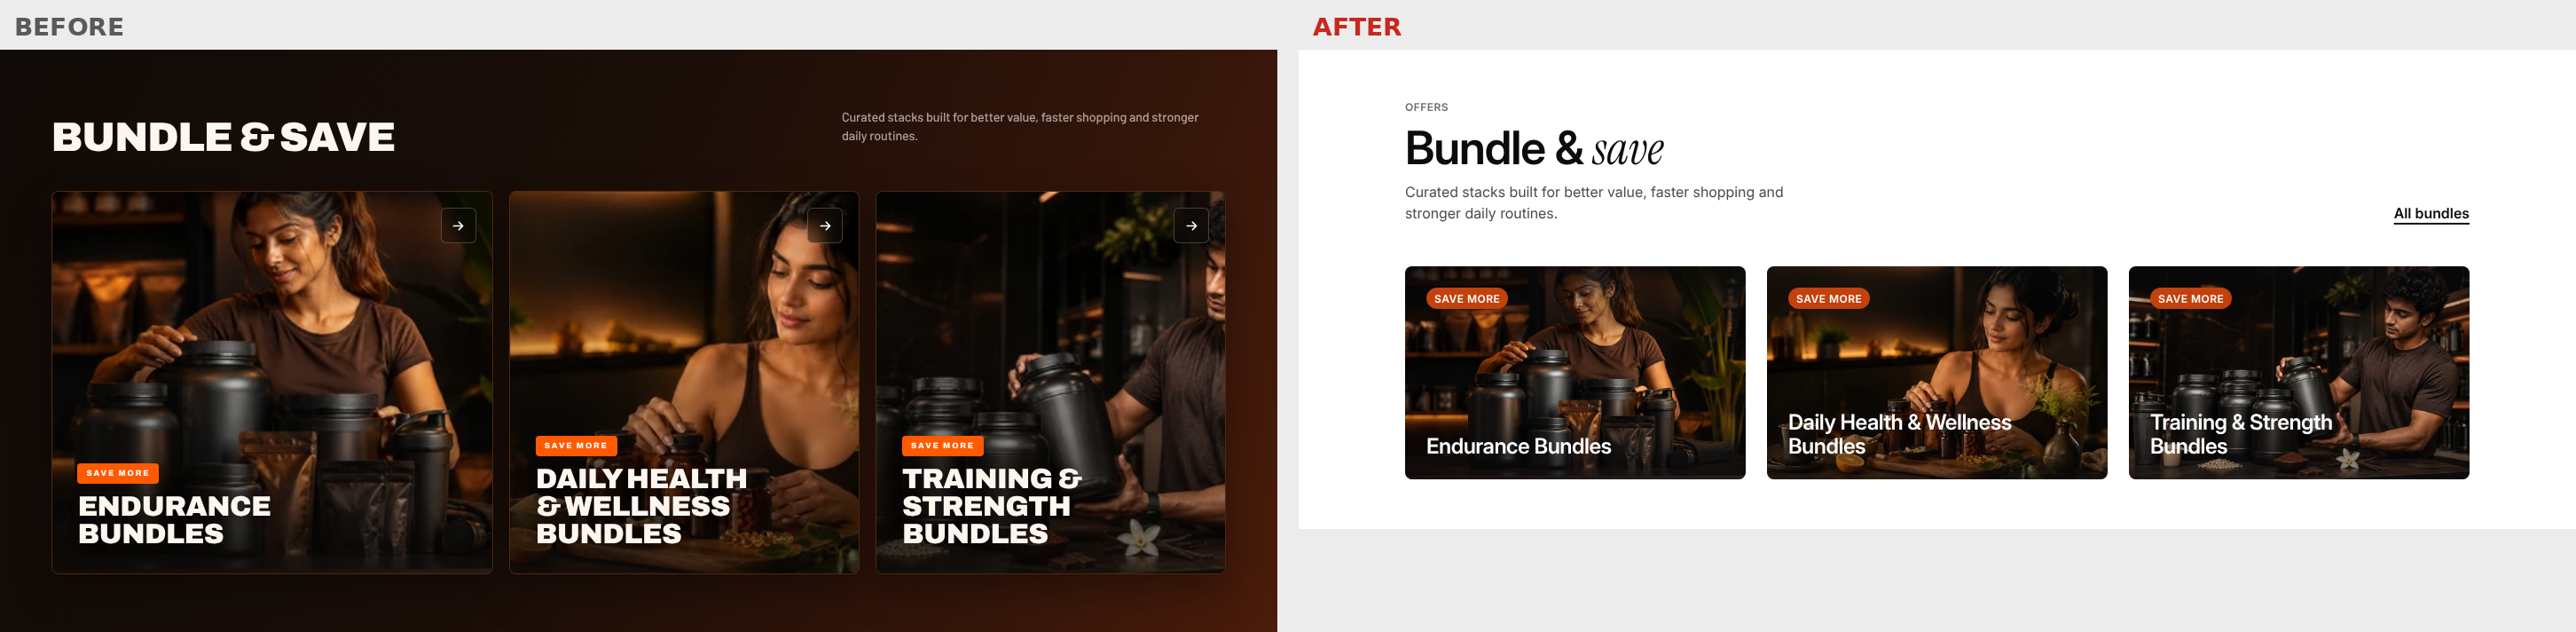 BEFORE
BUNDLE & SAVE
Curated stacks built for better value, faster shopping and stronger
daily routines.
SAVE MORE
ENDURANCE
BUNDLES
SAVE MORE
DAILY HEALTH
& WELLNESS
BUNDLES
SAVE MORE
TRAINING &
STRENGTH
BUNDLES
AFTER
OFFERS
Bundle & save
Curated stacks built for better value, faster shopping and
stronger daily routines.
All bundles
SAVE MORE
Endurance Bundles
SAVE MORE
Daily Health & Wellness
Bundles
SAVE MORE
Training & Strength
Bundles